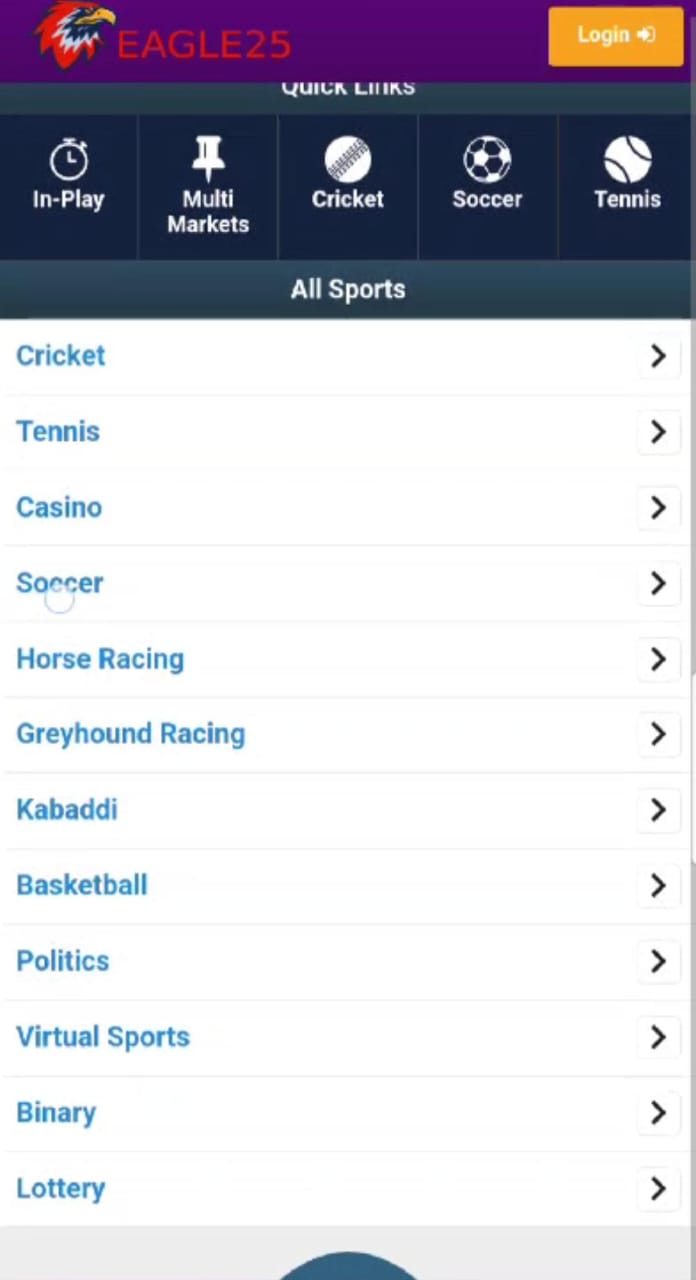 EAGLE25
Login
Quick Links
In-Play
Multi
Markets
Cricket
Soccer
Tennis
All Sports
Cricket
Tennis
Casino
Soccer
Horse Racing
Greyhound Racing
Kabaddi
Basketball
Politics
Virtual Sports
Binary
Lottery